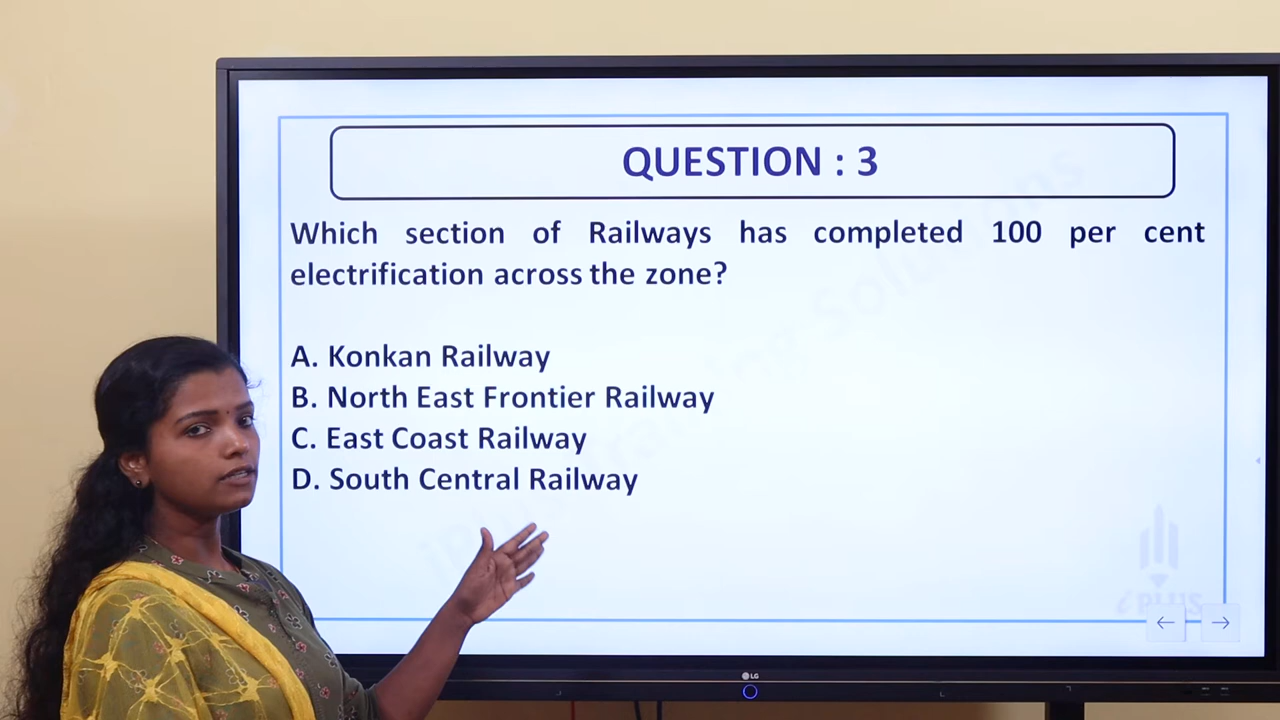 QUESTION : 3
Which section of Railways has completed 100 per cent
electrification across the zone?
A. Konkan Railway
B. North East Frontier Railway
C. East Coast Railway
D. South Central Railway
i PLUS
LG